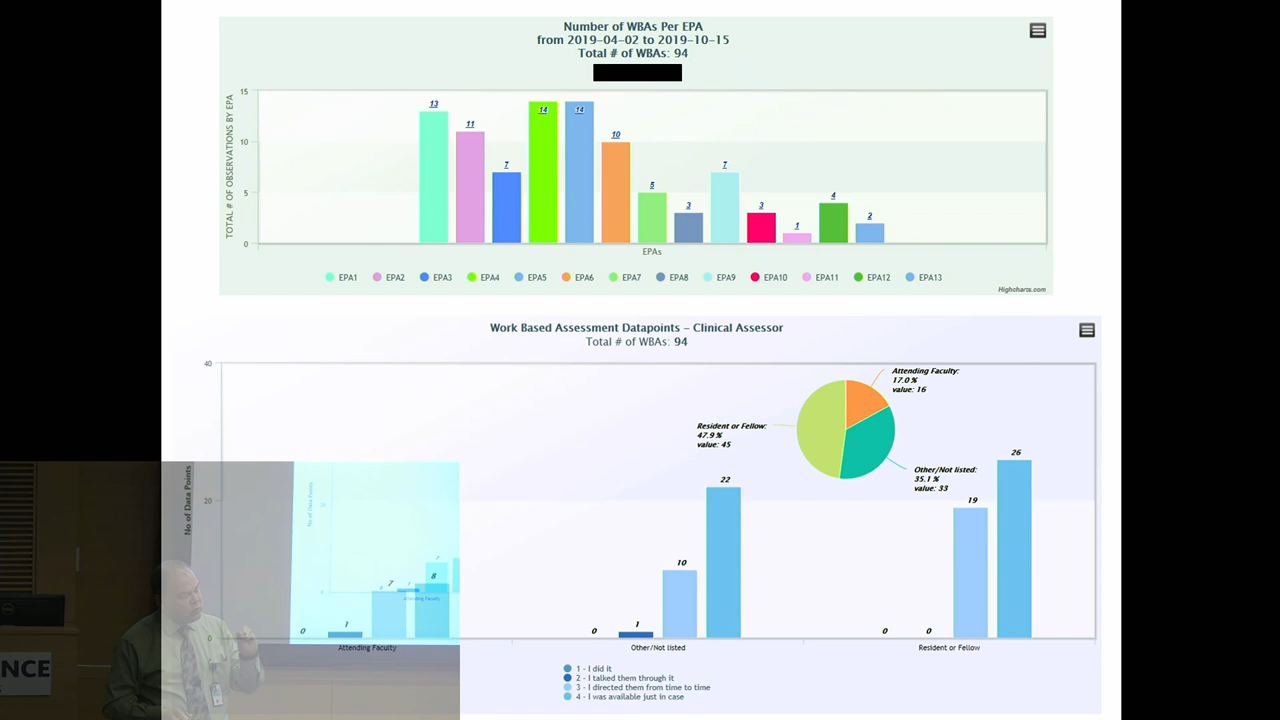 Number of WBAs Per EPA
from 2019-04-02 to 2019-10-15
Total # of WBAs: 94
TOTAL # OF OBSERVATIONS BY EPA
15
10
5
0
13
11
7
14
14
10
5
3
7
3
1
4
2
EPAs
EPA1 EPA2 EPA3 EPA4 EPA5 EPA6 EPA7 EPA8 EPA9 EPA10 EPA11 EPA12 EPA13
Highcharts.com
Work Based Assessment Datapoints – Clinical Assessor
Total # of WBAs: 94
No of Data Points
40
20
0
Attending Faculty:
17.0 %
value: 16
Resident or Fellow:
47.9 %
value: 45
Other/Not listed:
35.1 %
value: 33
0
1
7
8
0
1
10
22
0
0
19
26
Attending Faculty
Other/Not listed
Resident or Fellow
1 - I did it
2 - I talked them through it
3 - I directed them from time to time
4 - I was available just in case
No of Data Points
Attending Faculty
NCE